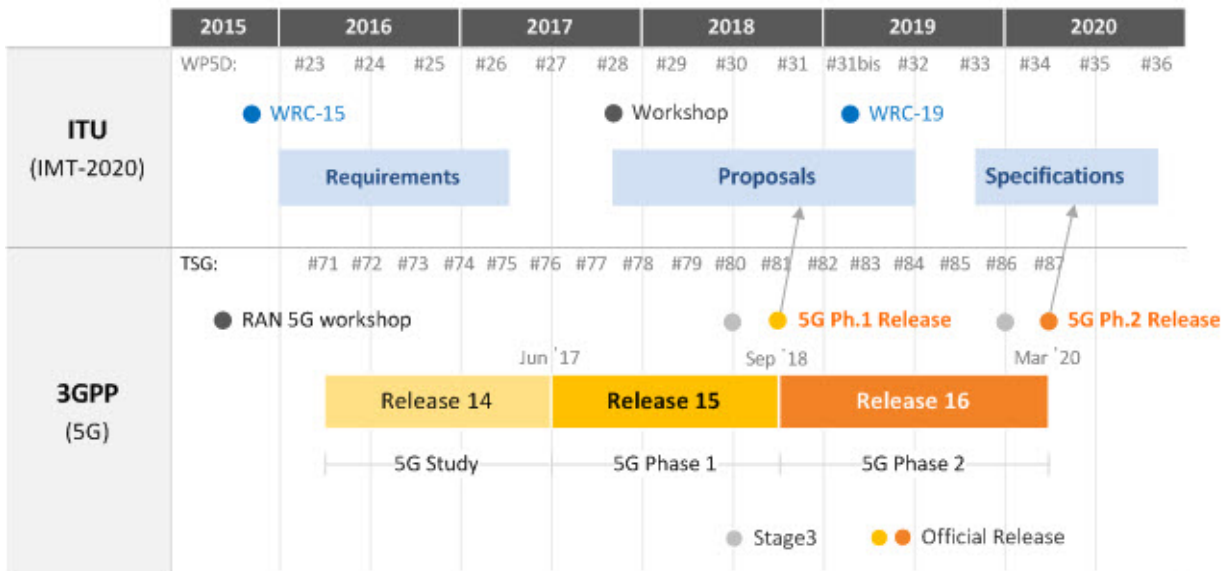 2015 2016 2017 2018 2019 2020
WP5D: #23 #24 #25 #26 #27 #28 #29 #30 #31 #31bis #32 #33 #34 #35 #36
WRC-15 Workshop WRC-19
ITU
(IMT-2020)
Requirements Proposals Specifications
TSG: #71 #72 #73 #74 #75 #76 #77 #78 #79 #80 #81 #82 #83 #84 #85 #86 #87
RAN 5G workshop 5G Ph.1 Release 5G Ph.2 Release
Jun '17 Sep '18 Mar '20
3GPP
(5G)
Release 14 Release 15 Release 16
5G Study 5G Phase 1 5G Phase 2
Stage3 Official Release